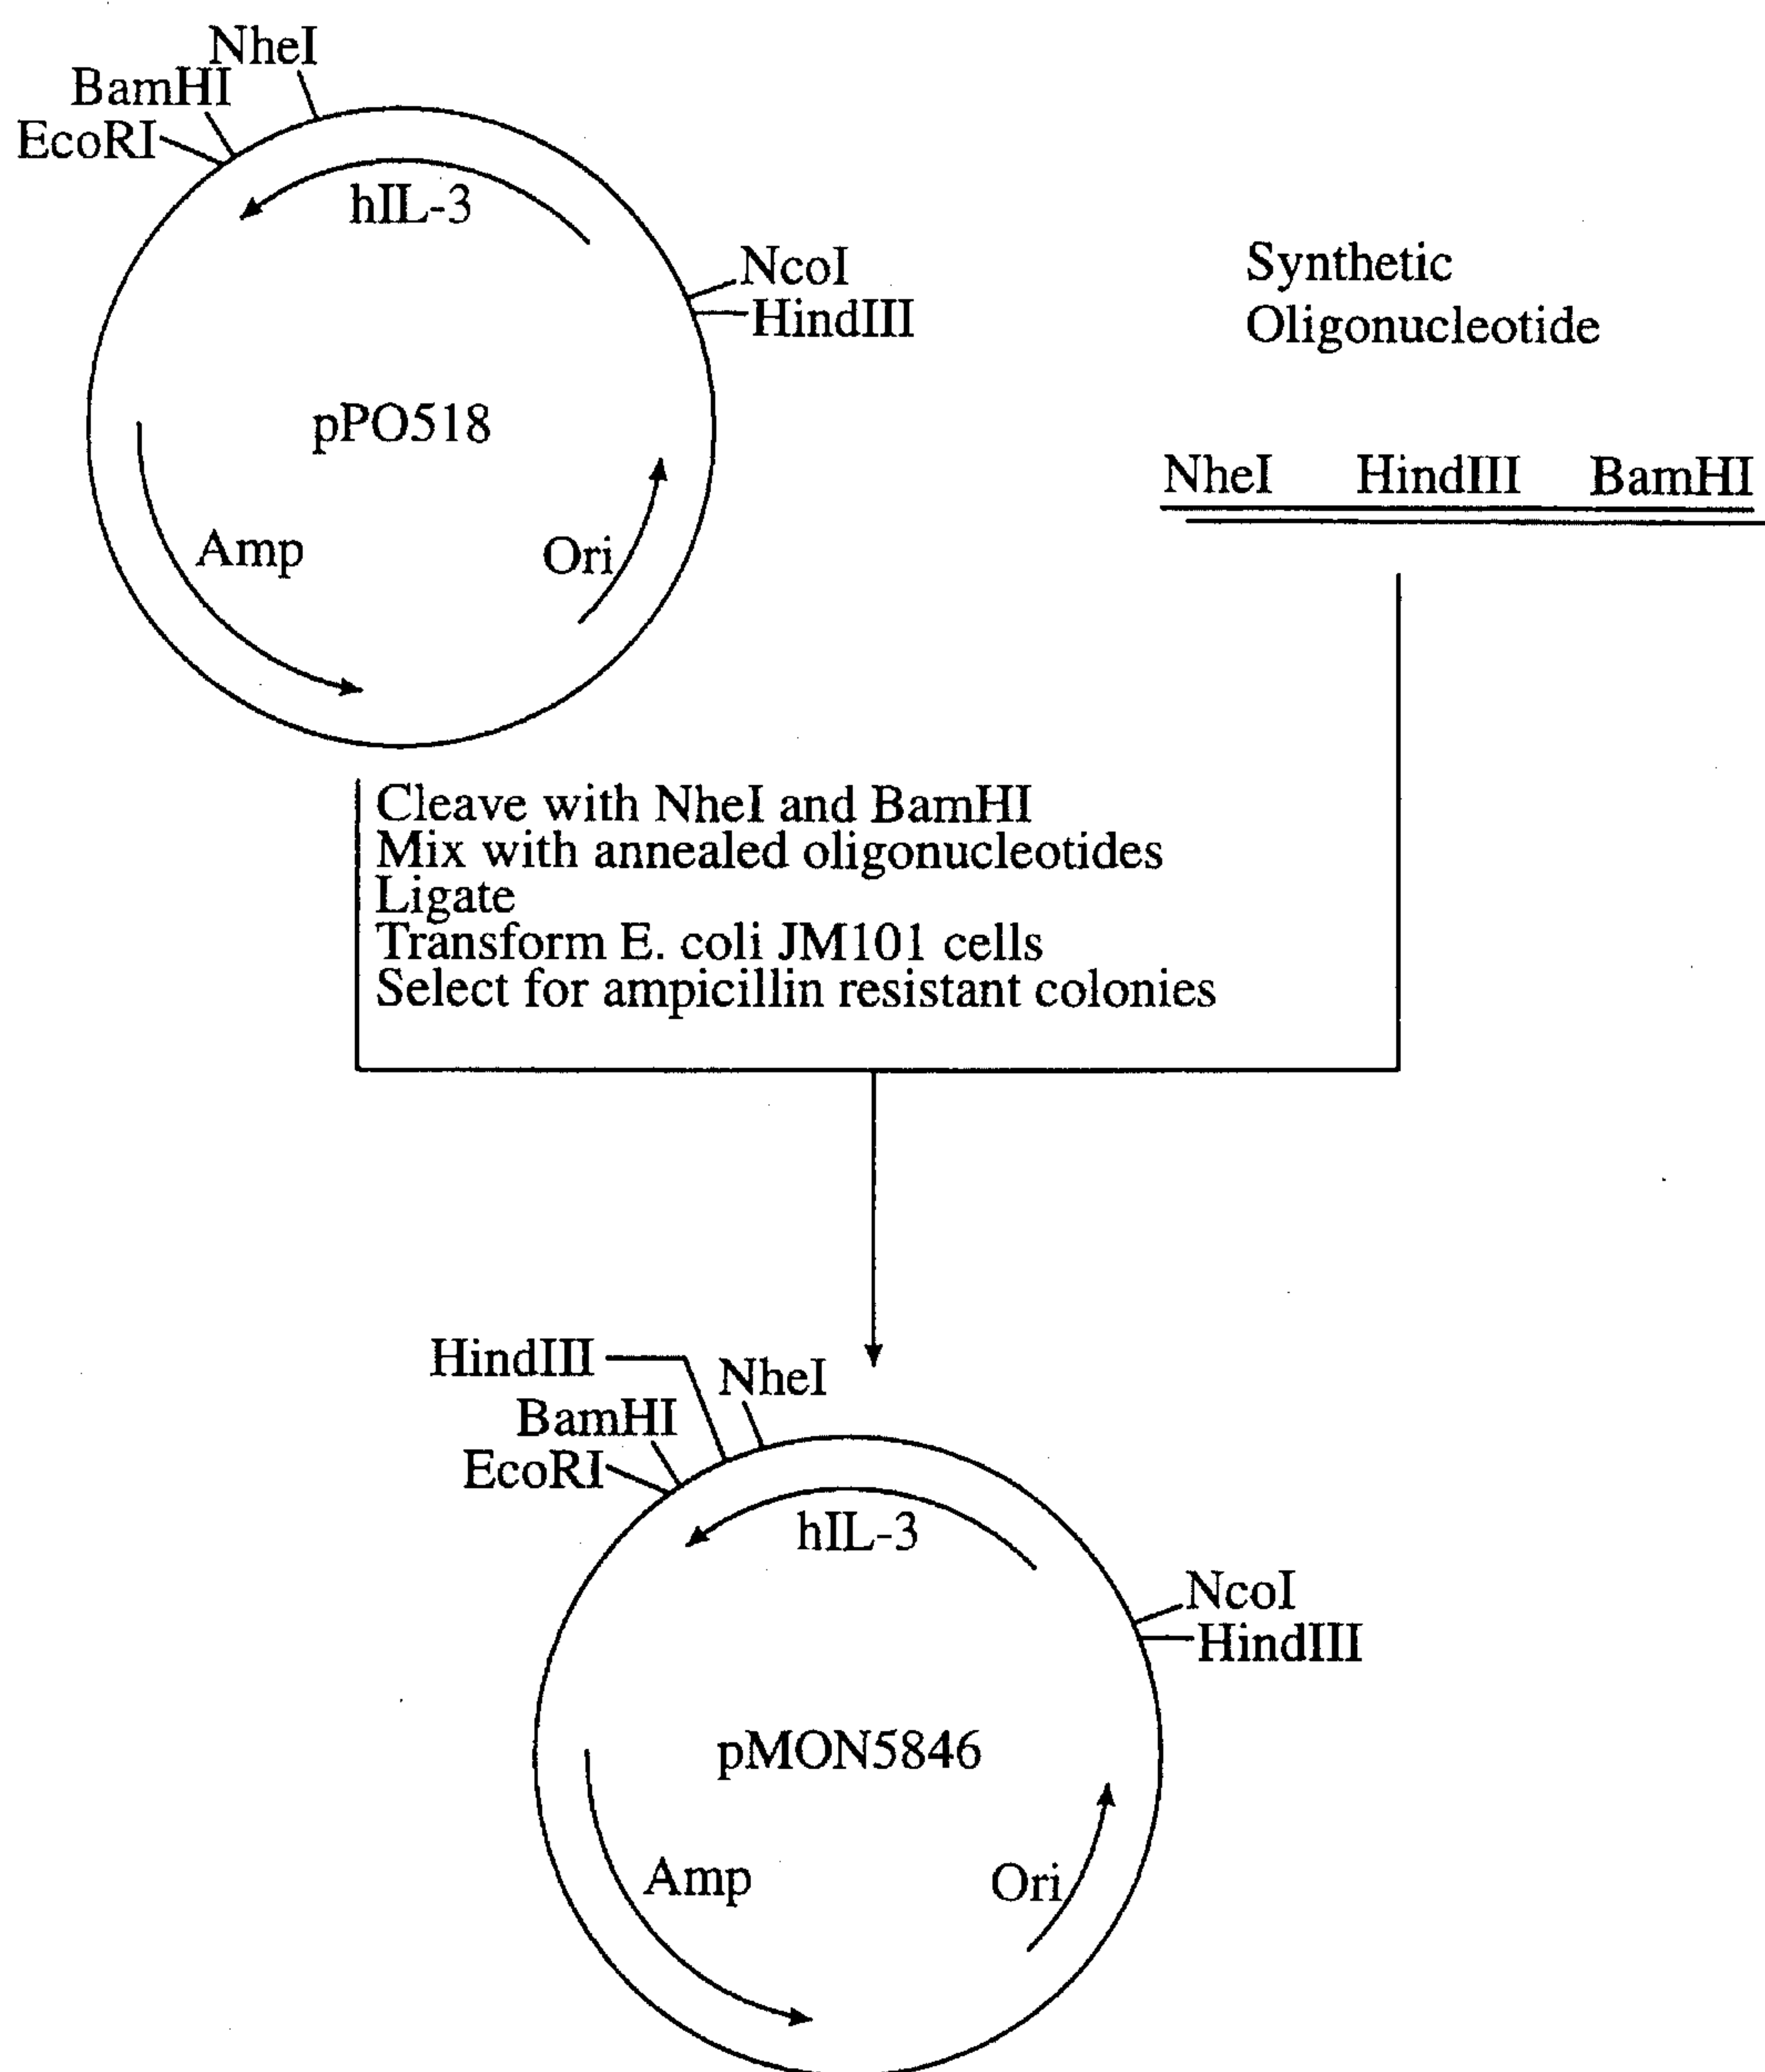 NheI
BamHI
EcoRI
hIL-3
NcoI
HindIII
pPO518
Amp
Ori
Synthetic
Oligonucleotide
NheI HindIII BamHI
Cleave with NheI and BamHI
Mix with annealed oligonucleotides
Ligate
Transform E. coli JM101 cells
Select for ampicillin resistant colonies
HindIII
NheI
BamHI
EcoRI
hIL-3
NcoI
HindIII
pMON5846
Amp
Ori